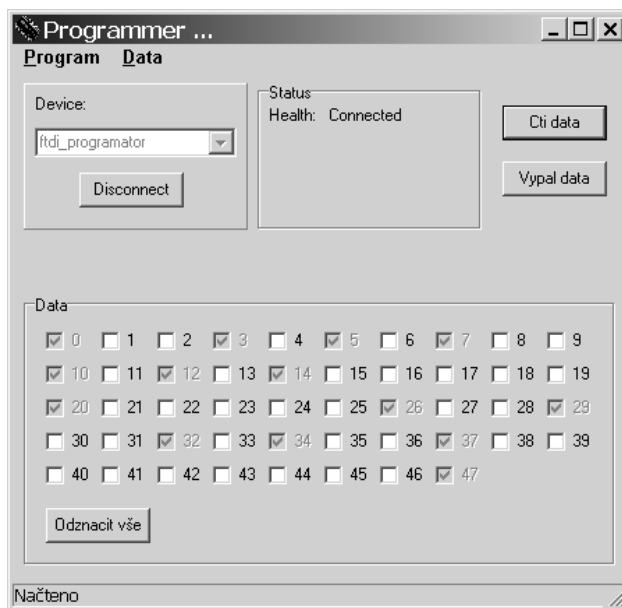 Programmer ...
Program Data
Device:
ftdi_programator
Disconnect
Status
Health: Connected
Cti data
Vypal data
Data
0 1 2 3 4 5 6 7 8 9
10 11 12 13 14 15 16 17 18 19
20 21 22 23 24 25 26 27 28 29
30 31 32 33 34 35 36 37 38 39
40 41 42 43 44 45 46 47
Odznacit vše
Načteno